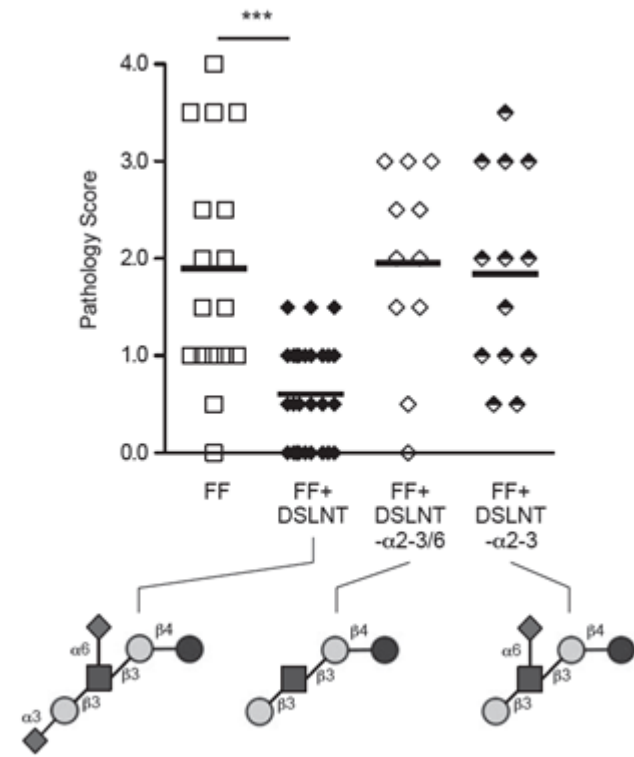 ***
4.0
3.0
2.0
1.0
0.0
Pathology Score
FF
FF+
DSLNT
FF+
DSLNT
-α2-3/6
FF+
DSLNT
-α2-3
β4
α6
β3
β3
α3
β4
β3
β3
β4
α6
β3
β3